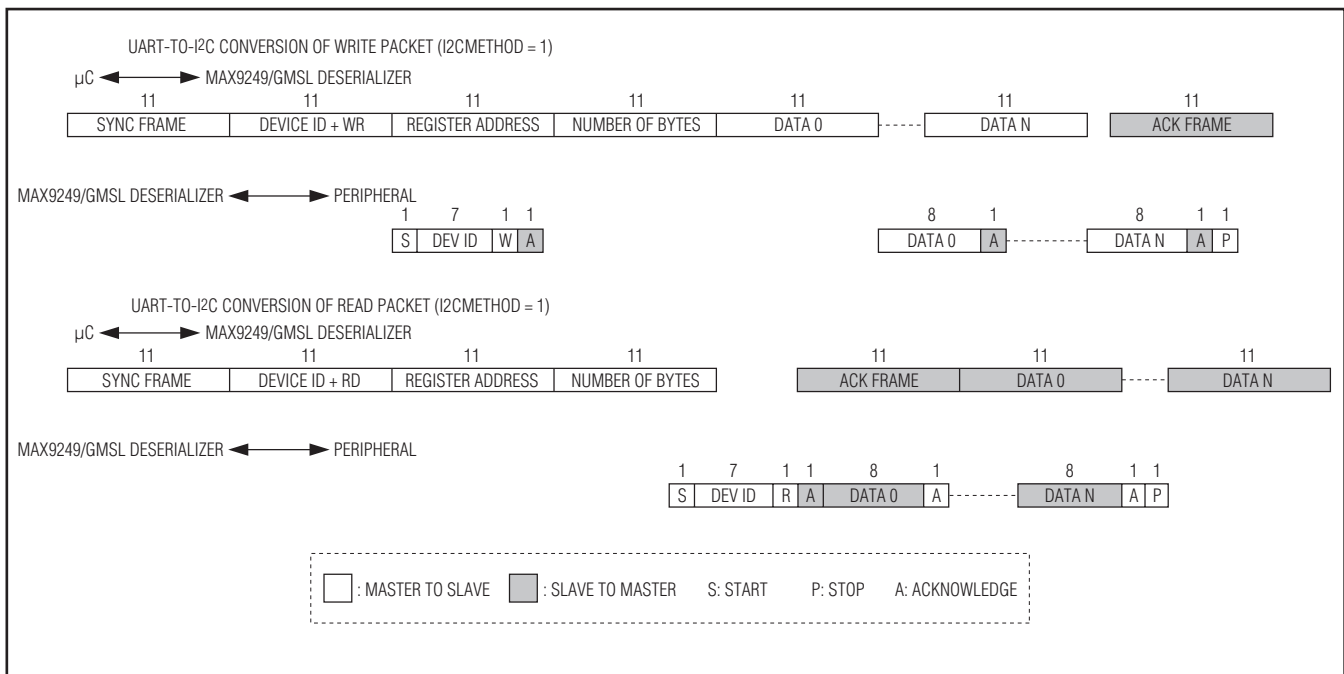 UART-TO-I2C CONVERSION OF WRITE PACKET (I2CMETHOD = 1)
µC MAX9249/GMSL DESERIALIZER
11 11 11 11 11 11 11
SYNC FRAME DEVICE ID + WR REGISTER ADDRESS NUMBER OF BYTES DATA 0 DATA N ACK FRAME
MAX9249/GMSL DESERIALIZER PERIPHERAL
1 7 1 1 8 1 8 1 1
S DEV ID W A DATA 0 A DATA N A P
UART-TO-I2C CONVERSION OF READ PACKET (I2CMETHOD = 1)
µC MAX9249/GMSL DESERIALIZER
11 11 11 11 11 11 11
SYNC FRAME DEVICE ID + RD REGISTER ADDRESS NUMBER OF BYTES ACK FRAME DATA 0 DATA N
MAX9249/GMSL DESERIALIZER PERIPHERAL
1 7 1 1 8 1 8 1 1
S DEV ID R A DATA 0 A DATA N A P
: MASTER TO SLAVE : SLAVE TO MASTER S: START P: STOP A: ACKNOWLEDGE